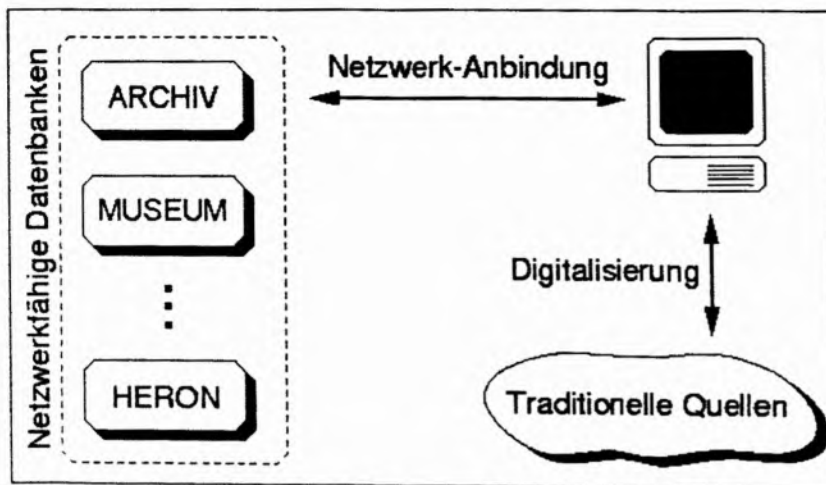 Netzwerkfähige Datenbanken
ARCHIV
MUSEUM
HERON
Netzwerk-Anbindung
Digitalisierung
Traditionelle Quellen